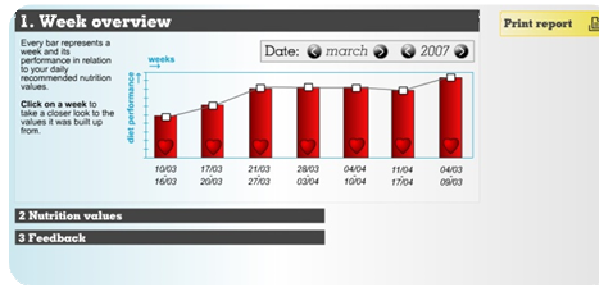 1. Week overview
Print report
Every bar represents a
week and its
performance in relation
to your daily
recommended nutrition
values.
Click on a week to
take a closer look to the
values it was built up
from.
Date: march 2007
weeks
diet performance
10/03 17/03 21/03 28/03 04/04 11/04 04/03
16/03 20/03 27/03 03/04 10/04 17/04 09/03
2 Nutrition values
3 Feedback